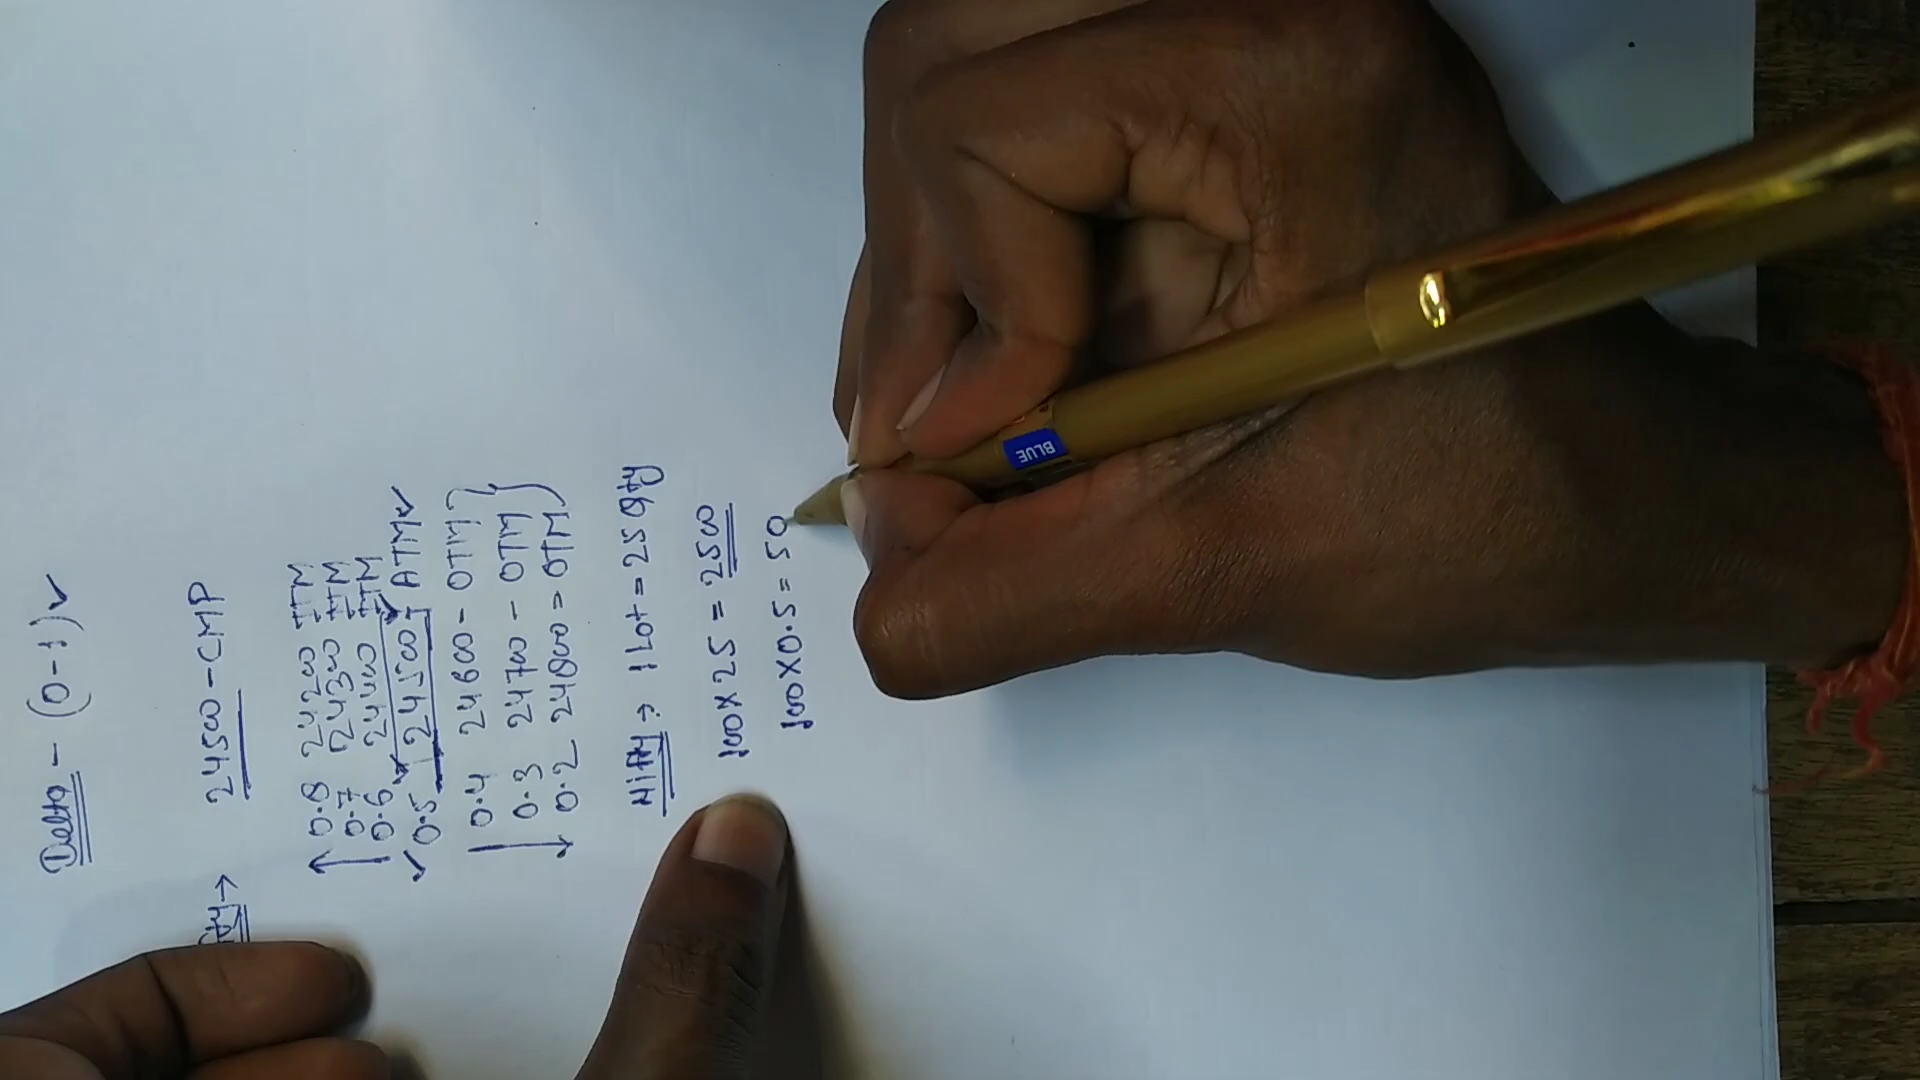 Delta - (0-1) ✓
fty → 24500 - CMP
↑ 0.8 24200 ITM
0.7 24300 ITM
0.6 24400 ITM
✓ 0.5 24500 - ATM ✓
0.4 24600 - OTM
0.3 24700 - OTM
0.2 24800 = OTM
Nifty → 1 Lot = 25 Qty
100 x 25 = 2500
100 x 0.5 = 50
BLUE